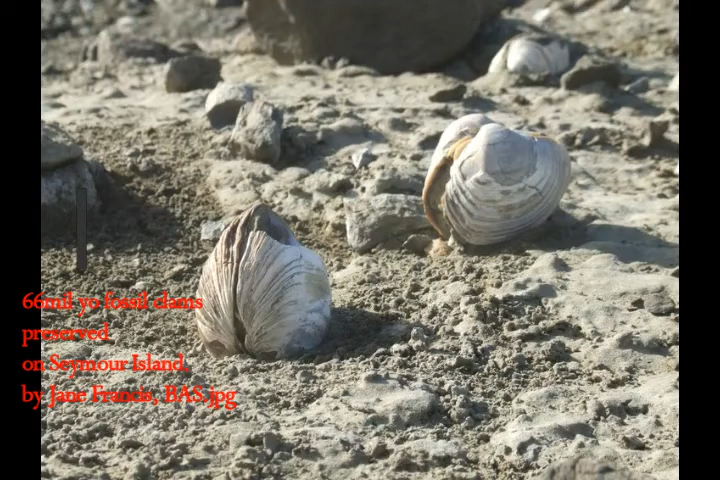 66mil yo fossil clams
preserved
on Seymour Island,
by Jane Francis, BAS.jpg